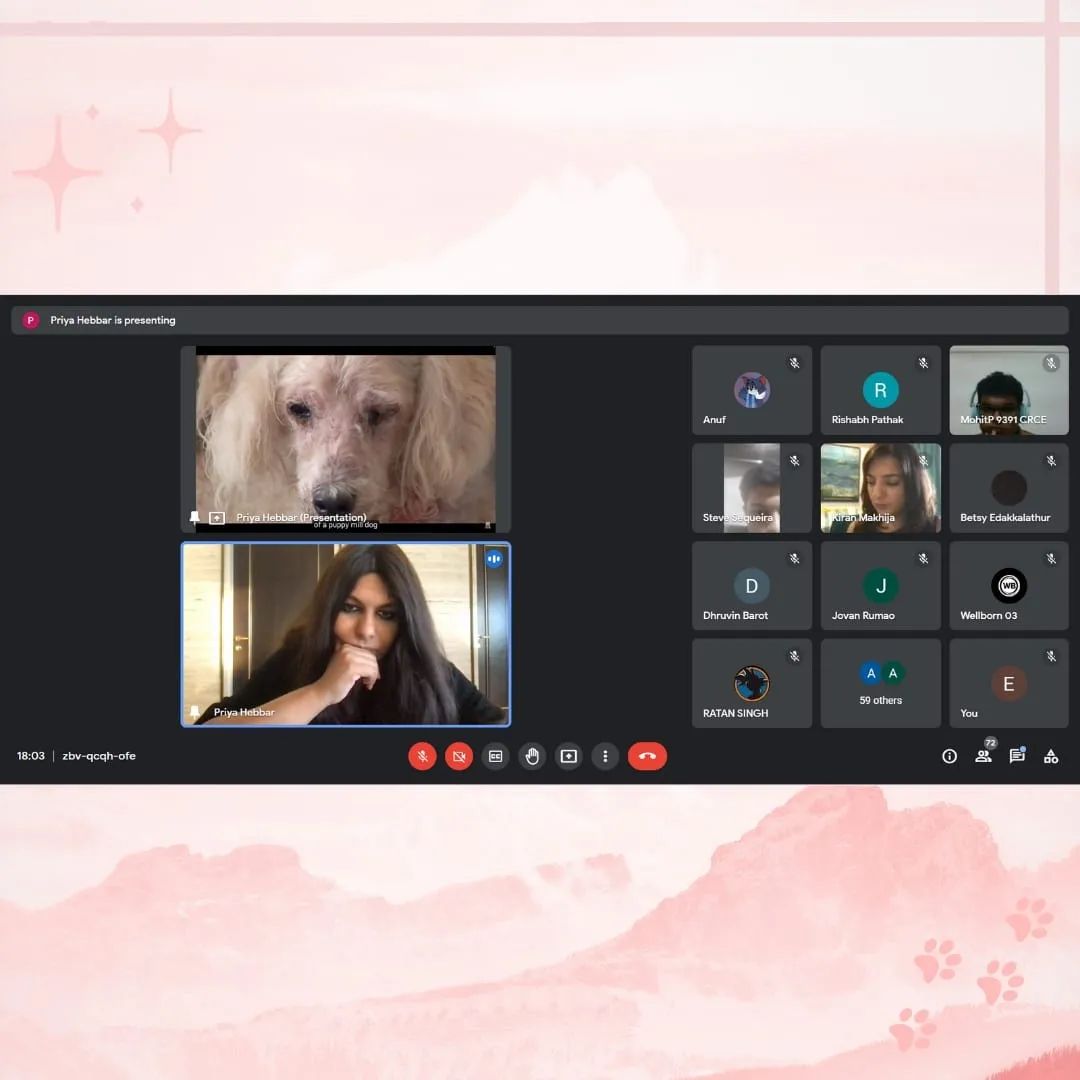 P Priya Hebbar is presenting
of a puppy mill dog
Priya Hebbar (Presentation)
Priya Hebbar
Anuf
R
Rishabh Pathak
MohitP 9391 CRCE
Steve Sequeira
Kiran Makhija
Betsy Edakkalathur
D
Dhruvin Barot
J
Jovan Rumao
WB
Wellborn 03
RATAN SINGH
A A
59 others
E
You
18:03 | zbv-qcqh-ofe
CC
72